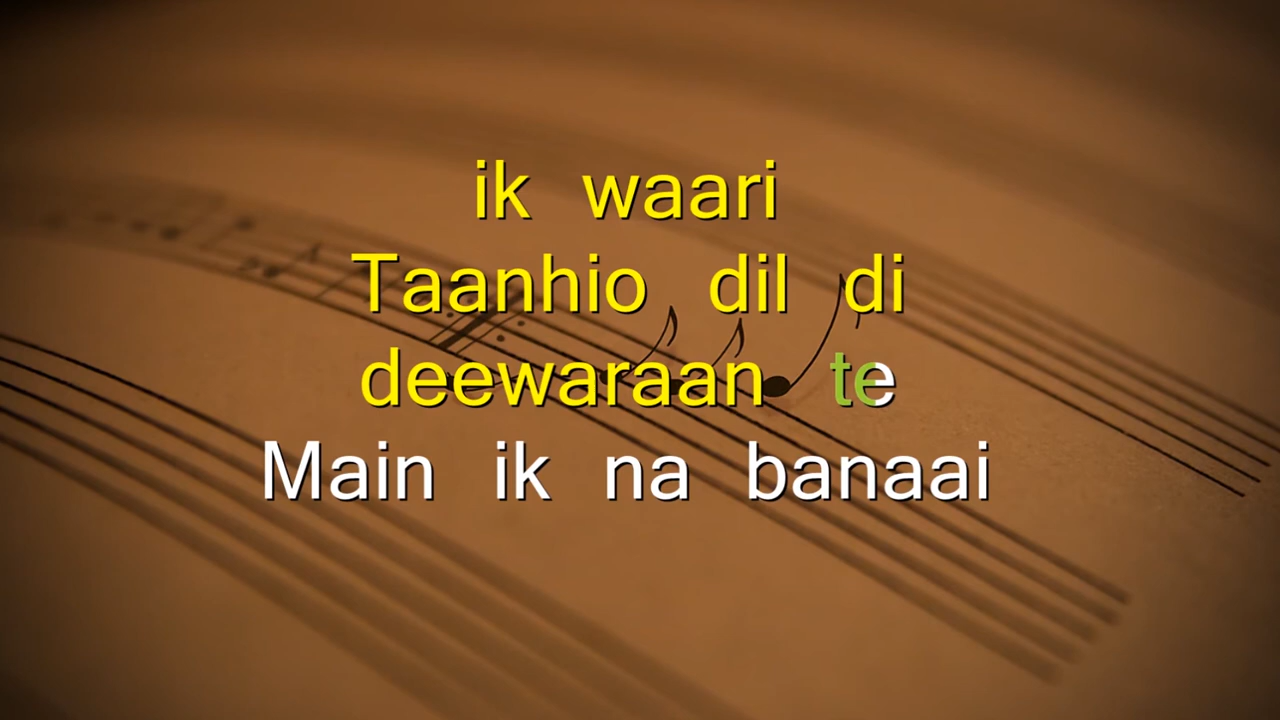 ik waari
Taanhio dil di
deewaraan te
Main ik na banaai